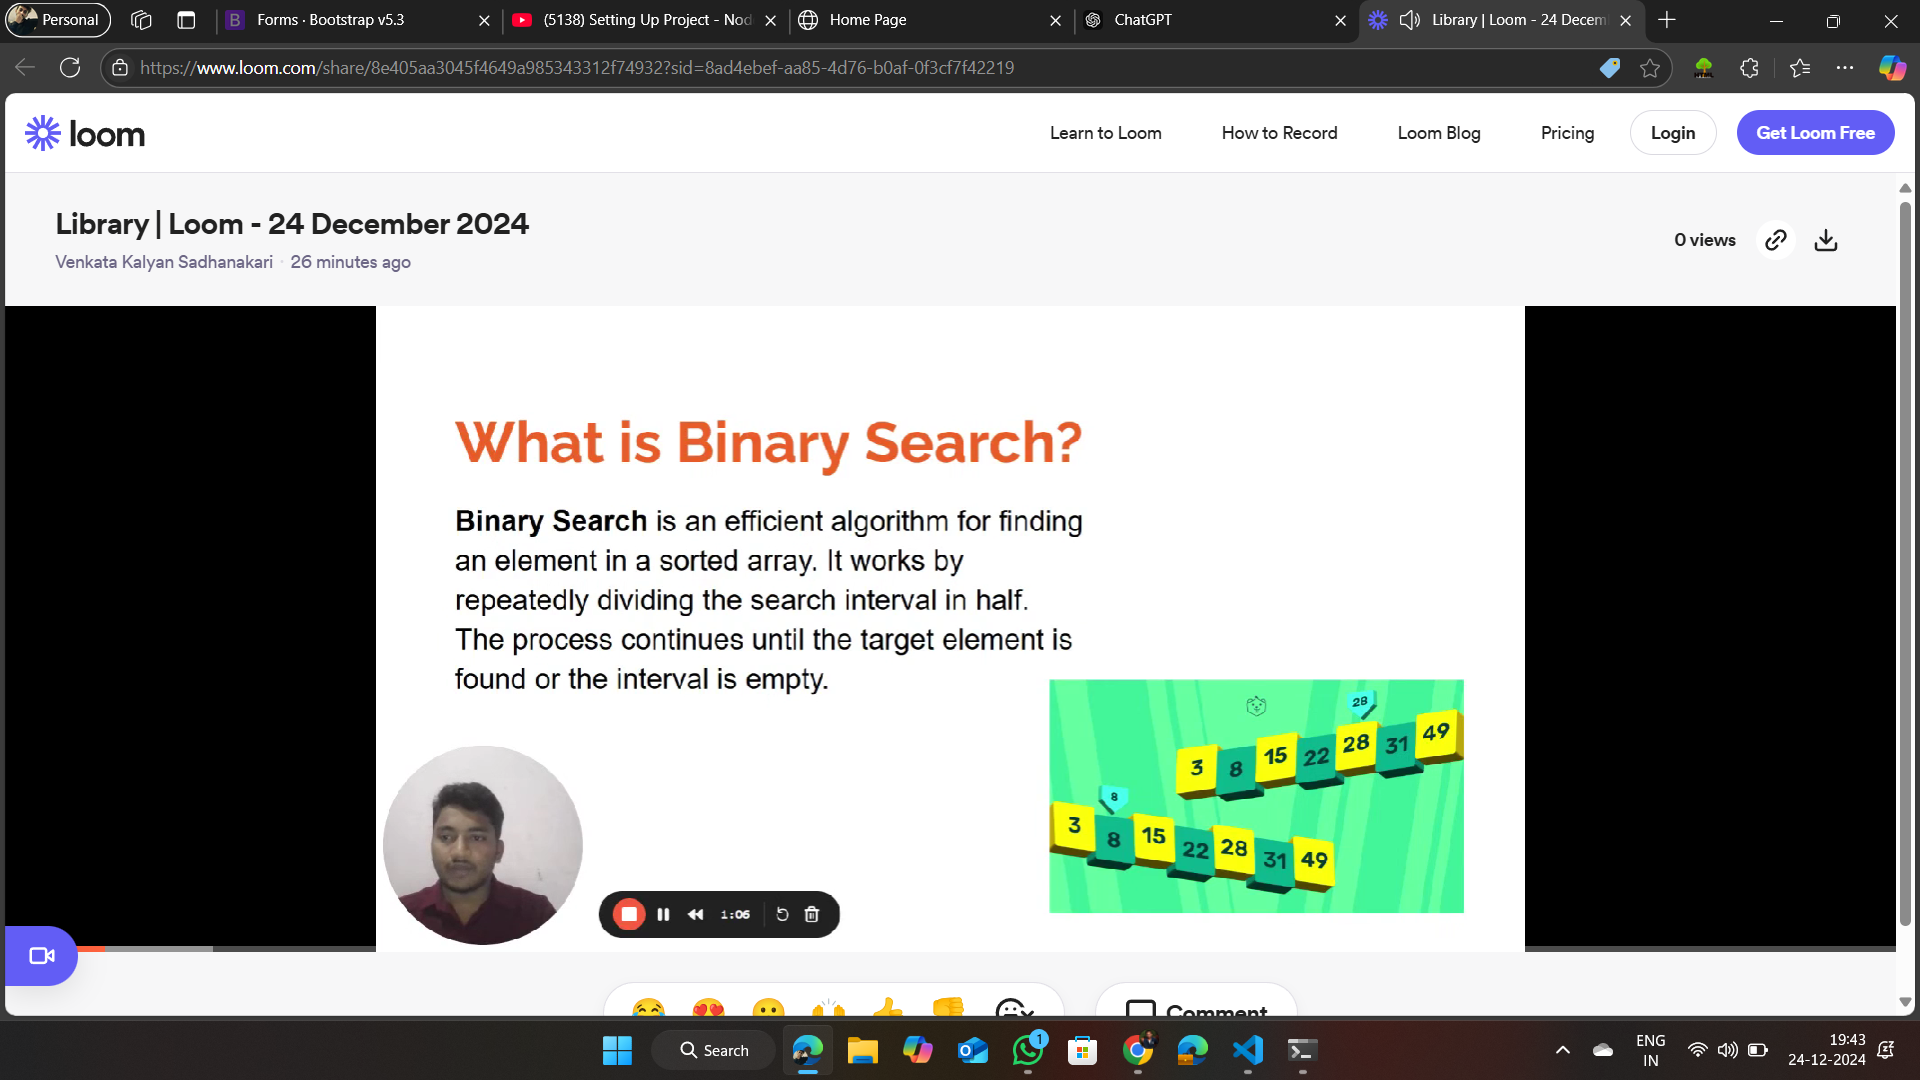 Personal
Forms · Bootstrap v5.3
(5138) Setting Up Project - Nod
Home Page
ChatGPT
Library | Loom - 24 Decem
https://www.loom.com/share/8e405aa3045f4649a985343312f74932?sid=8ad4ebef-aa85-4d76-b0af-0f3cf7f42219
loom
Learn to Loom
How to Record
Loom Blog
Pricing
Login
Get Loom Free
Library | Loom - 24 December 2024
Venkata Kalyan Sadhanakari · 26 minutes ago
0 views
What is Binary Search?
Binary Search is an efficient algorithm for finding
an element in a sorted array. It works by
repeatedly dividing the search interval in half.
The process continues until the target element is
found or the interval is empty.
28
3 8 15 22 28 31 49
8
3 8 15 22 28 31 49
1:06
Comment
Search
1
ENG
IN
19:43
24-12-2024